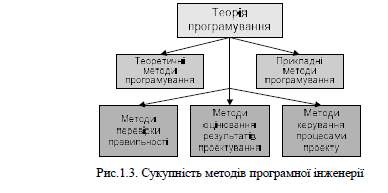 Теорія
програмування
Теоретичні
методи
програмування
Прикладні
методи
програмування
Методи
перевірки
правильності
Методи
оцінювання
результатів
проектування
Методи
керування
процесами
проекту
Рис.1.3. Сукупність методів програмної інженерії